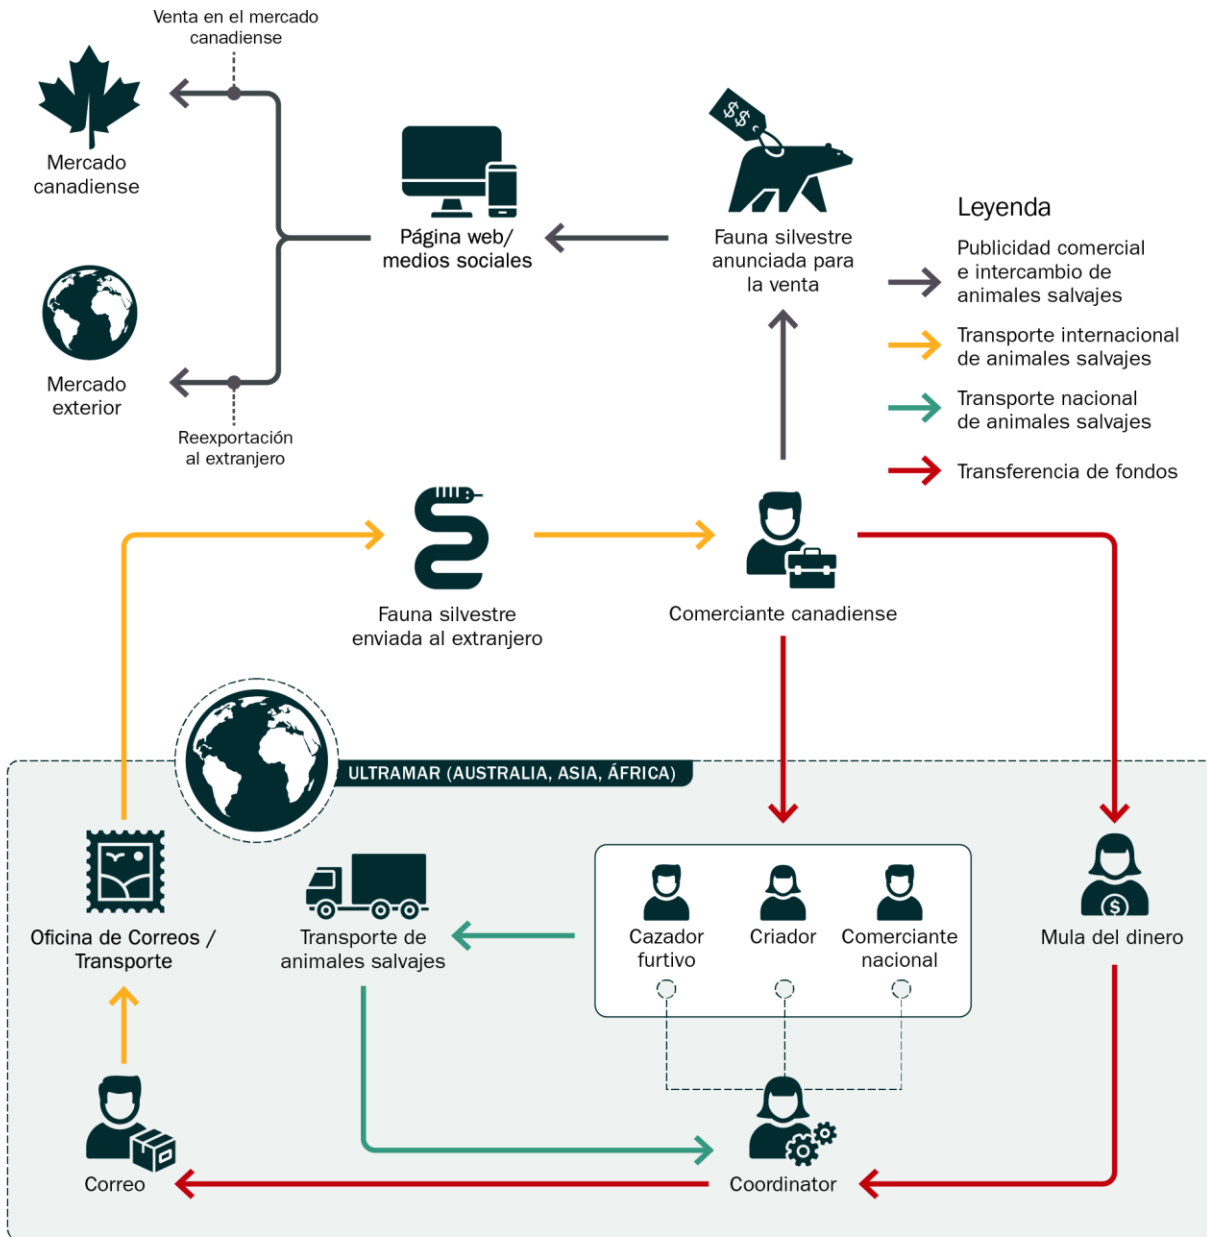 Venta en el mercado
canadiense
Mercado
canadiense
Página web/
medios sociales
$$
Fauna silvestre
anunciada para
la venta
Leyenda
Publicidad comercial
e intercambio de
animales salvajes
Transporte internacional
de animales salvajes
Transporte nacional
de animales salvajes
Transferencia de fondos
Mercado
exterior
Reexportación
al extranjero
Fauna silvestre
enviada al extranjero
Comerciante canadiense
ULTRAMAR (AUSTRALIA, ASIA, ÁFRICA)
Oficina de Correos /
Transporte
Transporte de
animales salvajes
Cazador
furtivo
Criador
Comerciante
nacional
$
Mula del dinero
Correo
Coordinator